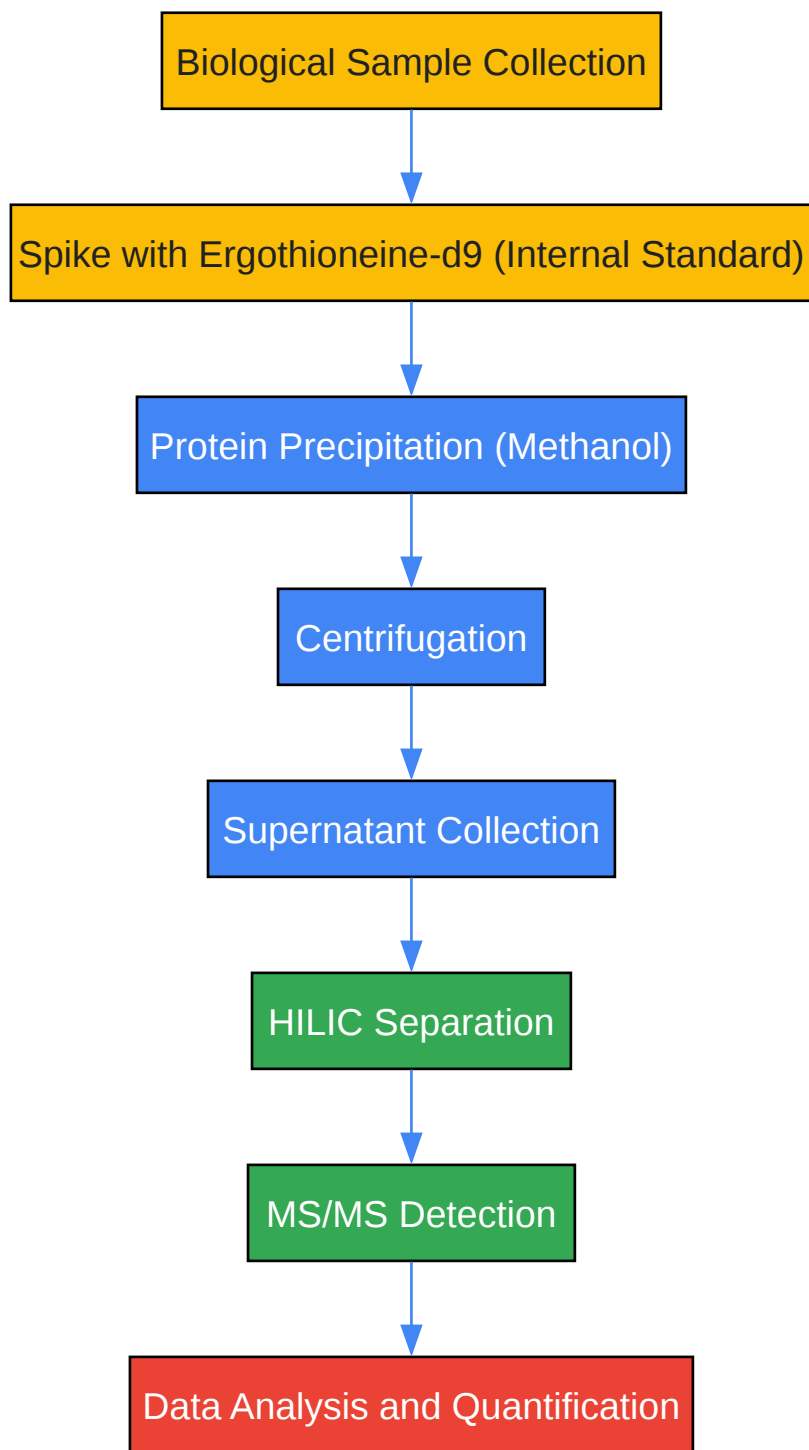 Biological Sample Collection
Spike with Ergothioneine-d9 (Internal Standard)
Protein Precipitation (Methanol)
Centrifugation
Supernatant Collection
HILIC Separation
MS/MS Detection
Data Analysis and Quantification